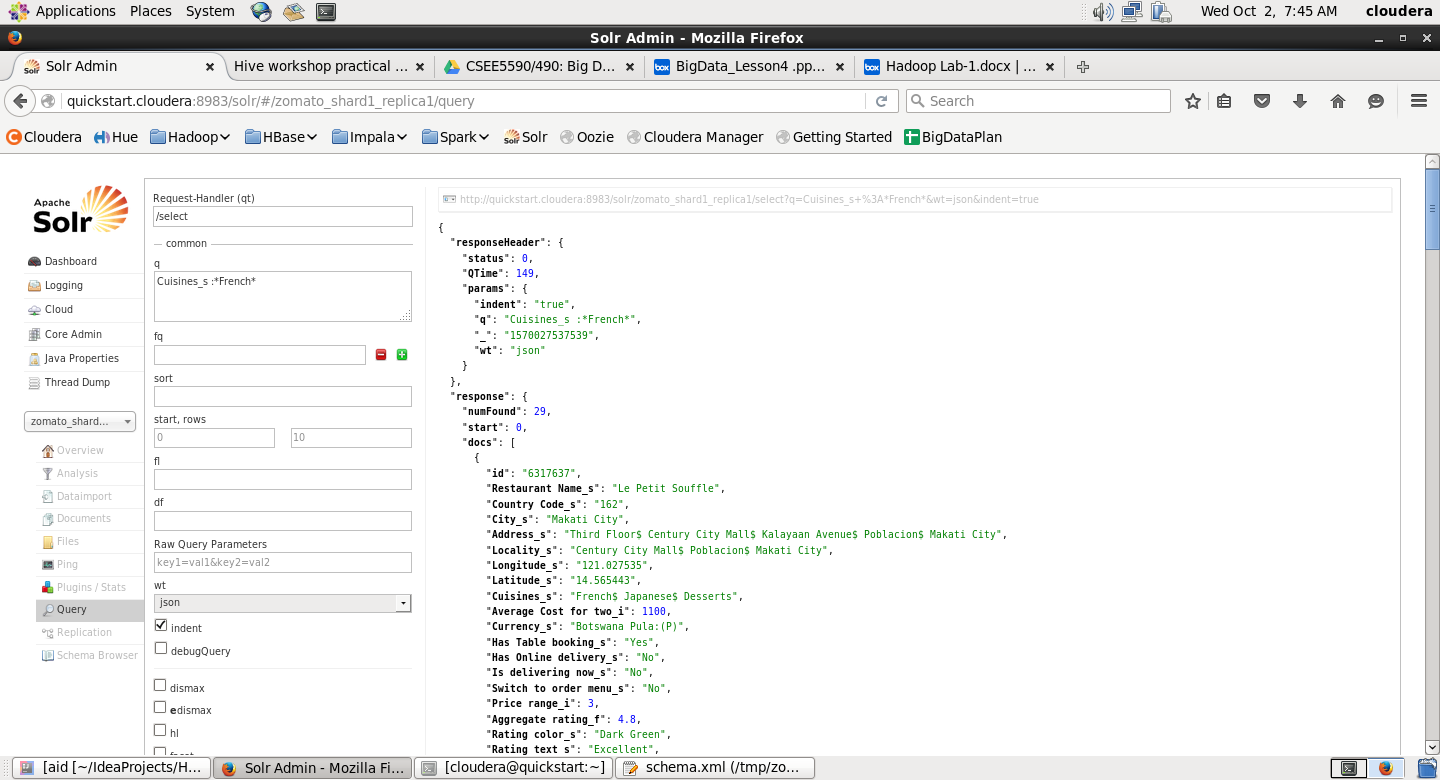 Applications Places System Wed Oct 2, 7:45 AM cloudera
Solr Admin - Mozilla Firefox
Solr Admin × Hive workshop practical ... × CSEE5590/490: Big D... × BigData_Lesson4 .pp... × Hadoop Lab-1.docx | ... ×
quickstart.cloudera:8983/solr/#/zomato_shard1_replica1/query Search
Cloudera Hue Hadoop HBase Impala Spark Solr Oozie Cloudera Manager Getting Started BigDataPlan
Apache
Solr
Dashboard
Logging
Cloud
Core Admin
Java Properties
Thread Dump
zomato_shard...
Overview
Analysis
Dataimport
Documents
Files
Ping
Plugins / Stats
Query
Replication
Schema Browser
Request-Handler (qt)
/select
common
q
Cuisines_s :*French*
fq
sort
start, rows
0 10
fl
df
Raw Query Parameters
key1=val1&key2=val2
wt
json
indent
debugQuery
dismax
edismax
hl
facet
http://quickstart.cloudera:8983/solr/zomato_shard1_replica1/select?q=Cuisines_s+%3A*French*&wt=json&indent=true
{
"responseHeader": {
"status": 0,
"QTime": 149,
"params": {
"indent": "true",
"q": "Cuisines_s :*French*",
"_": "1570027537539",
"wt": "json"
}
},
"response": {
"numFound": 29,
"start": 0,
"docs": [
{
"id": "6317637",
"Restaurant Name_s": "Le Petit Souffle",
"Country Code_s": "162",
"City_s": "Makati City",
"Address_s": "Third Floor$ Century City Mall$ Kalayaan Avenue$ Poblacion$ Makati City",
"Locality_s": "Century City Mall$ Poblacion$ Makati City",
"Longitude_s": "121.027535",
"Latitude_s": "14.565443",
"Cuisines_s": "French$ Japanese$ Desserts",
"Average Cost for two_i": 1100,
"Currency_s": "Botswana Pula:(P)",
"Has Table booking_s": "Yes",
"Has Online delivery_s": "No",
"Is delivering now_s": "No",
"Switch to order menu_s": "No",
"Price range_i": 3,
"Aggregate rating_f": 4.8,
"Rating color_s": "Dark Green",
"Rating text_s": "Excellent",
[aid [~/IdeaProjects/H... Solr Admin - Mozilla Fi... [cloudera@quickstart:~] schema.xml (/tmp/zo...